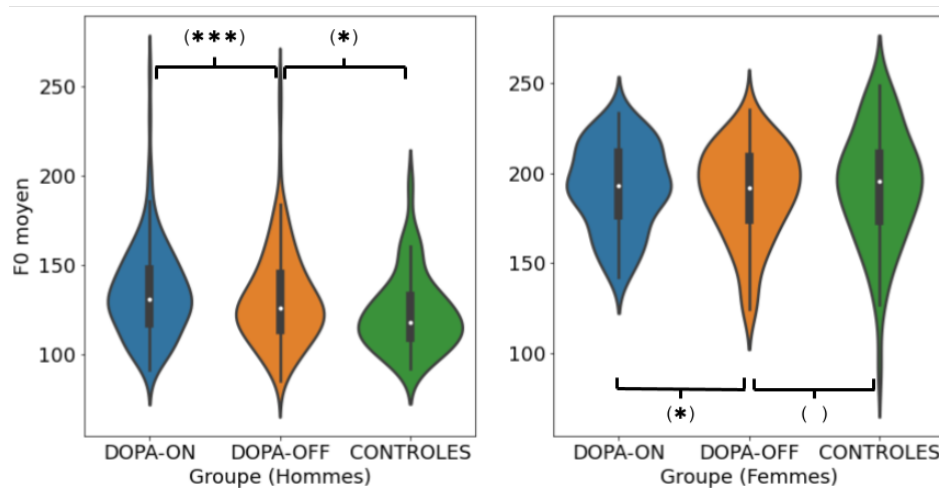 (***)
(*)
250
200
150
100
F0 moyen
DOPA-ON
DOPA-OFF
CONTROLES
Groupe (Hommes)
250
200
150
100
(*)
( )
DOPA-ON
DOPA-OFF
CONTROLES
Groupe (Femmes)